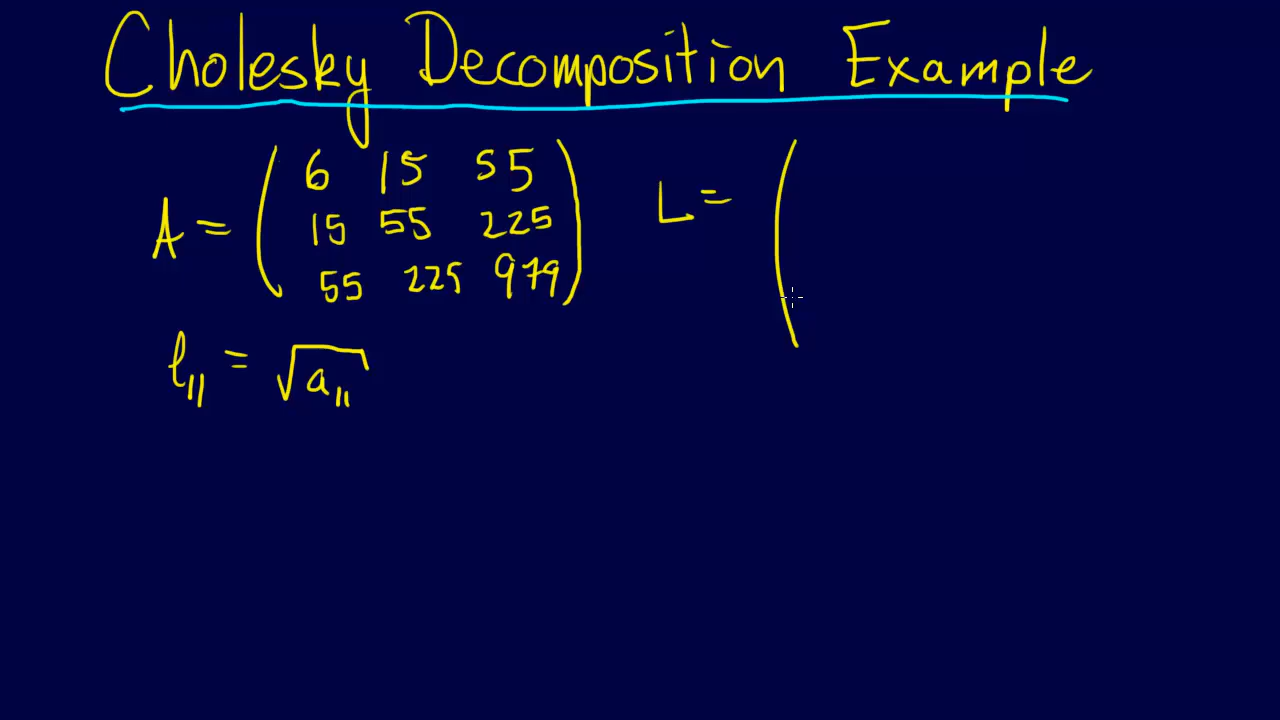 Cholesky Decomposition Example
A = ( 6 15 55
15 55 225
55 225 979 ) L = (
ℓ₁₁ = √a₁₁